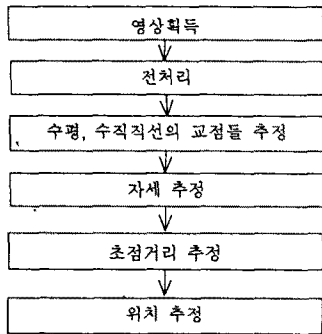 영상획득
전처리
수평, 수직직선의 교점들 추정
자세 추정
초점거리 추정
위치 추정